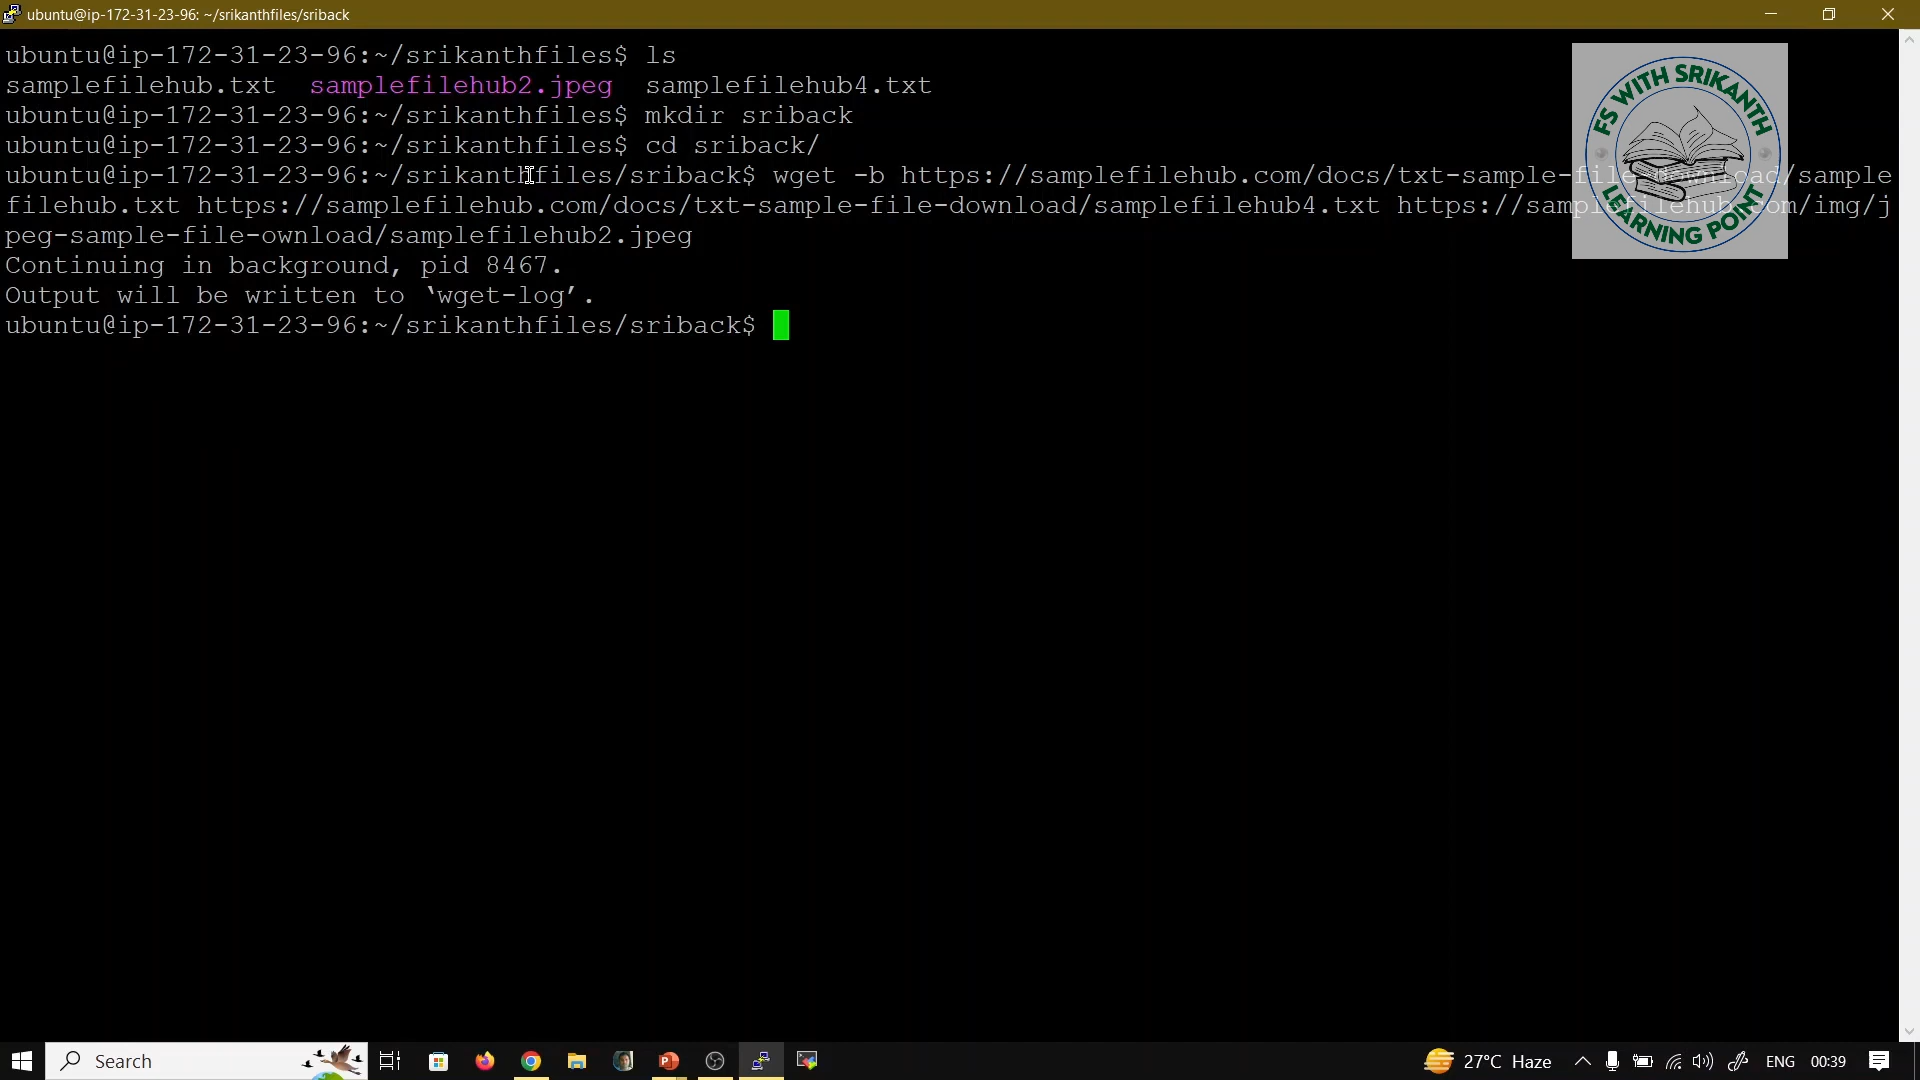 ubuntu@ip-172-31-23-96: ~/srikanthfiles/sriback
ubuntu@ip-172-31-23-96:~/srikanthfiles$ ls
samplefilehub.txt  samplefilehub2.jpeg  samplefilehub4.txt
ubuntu@ip-172-31-23-96:~/srikanthfiles$ mkdir sriback
ubuntu@ip-172-31-23-96:~/srikanthfiles$ cd sriback/
ubuntu@ip-172-31-23-96:~/srikanthfiles/sriback$ wget -b https://samplefilehub.com/docs/txt-sample-file-download/sample
filehub.txt https://samplefilehub.com/docs/txt-sample-file-download/samplefilehub4.txt https://samplefilehub.com/img/j
peg-sample-file-ownload/samplefilehub2.jpeg
Continuing in background, pid 8467.
Output will be written to ‘wget-log’.
ubuntu@ip-172-31-23-96:~/srikanthfiles/sriback$
FS WITH SRIKANTH
LEARNING POINT
Search
27°C Haze
ENG
00:39